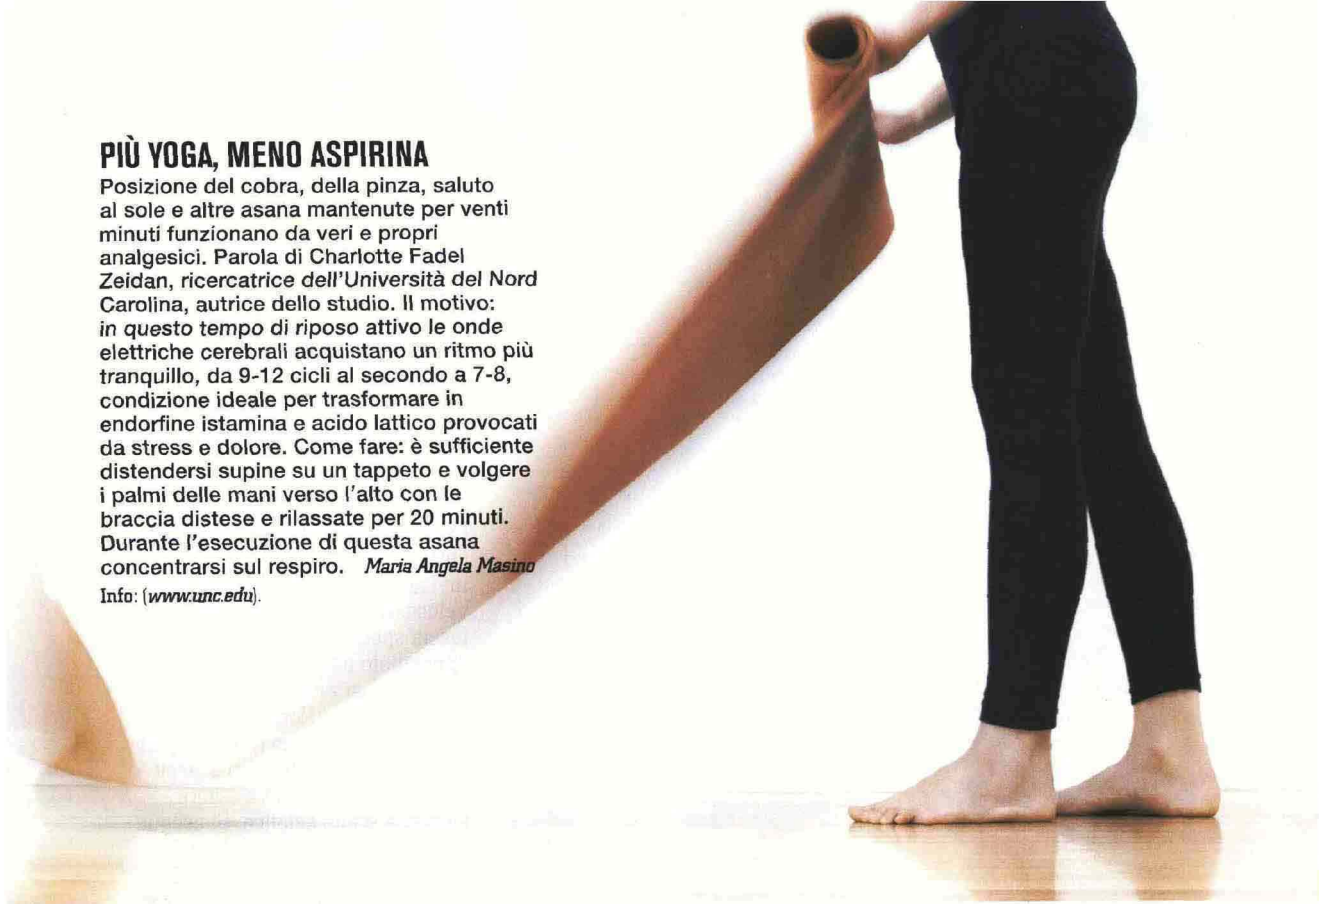 PIÙ YOGA, MENO ASPIRINA
Posizione del cobra, della pinza, saluto
al sole e altre asana mantenute per venti
minuti funzionano da veri e propri
analgesici. Parola di Charlotte Fadel
Zeidan, ricercatrice dell'Università del Nord
Carolina, autrice dello studio. Il motivo:
in questo tempo di riposo attivo le onde
elettriche cerebrali acquistano un ritmo più
tranquillo, da 9-12 cicli al secondo a 7-8,
condizione ideale per trasformare in
endorfine istamina e acido lattico provocati
da stress e dolore. Come fare: è sufficiente
distendersi supine su un tappeto e volgere
i palmi delle mani verso l'alto con le
braccia distese e rilassate per 20 minuti.
Durante l'esecuzione di questa asana
concentrarsi sul respiro. Maria Angela Masino
Info: (www.unc.edu).